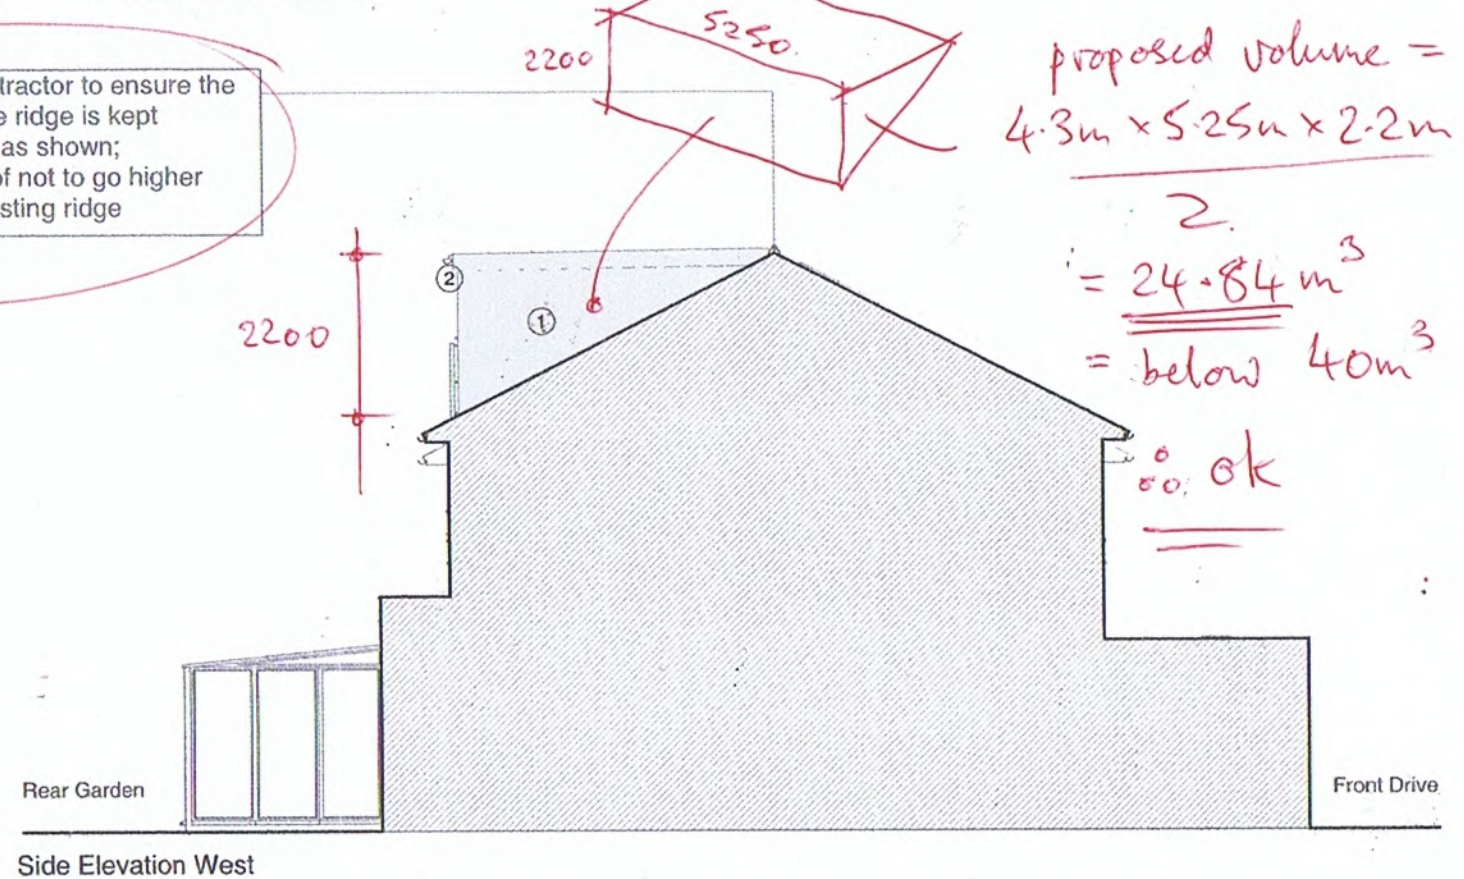 tractor to ensure the
e ridge is kept
as shown;
of not to go higher
sting ridge
2200
5250.
proposed volume =
4.3m × 5.25m × 2.2m
2.
= 24.84 m³
= below 40m³
∴ ok
2200
②
①
Rear Garden
Front Drive
Side Elevation West